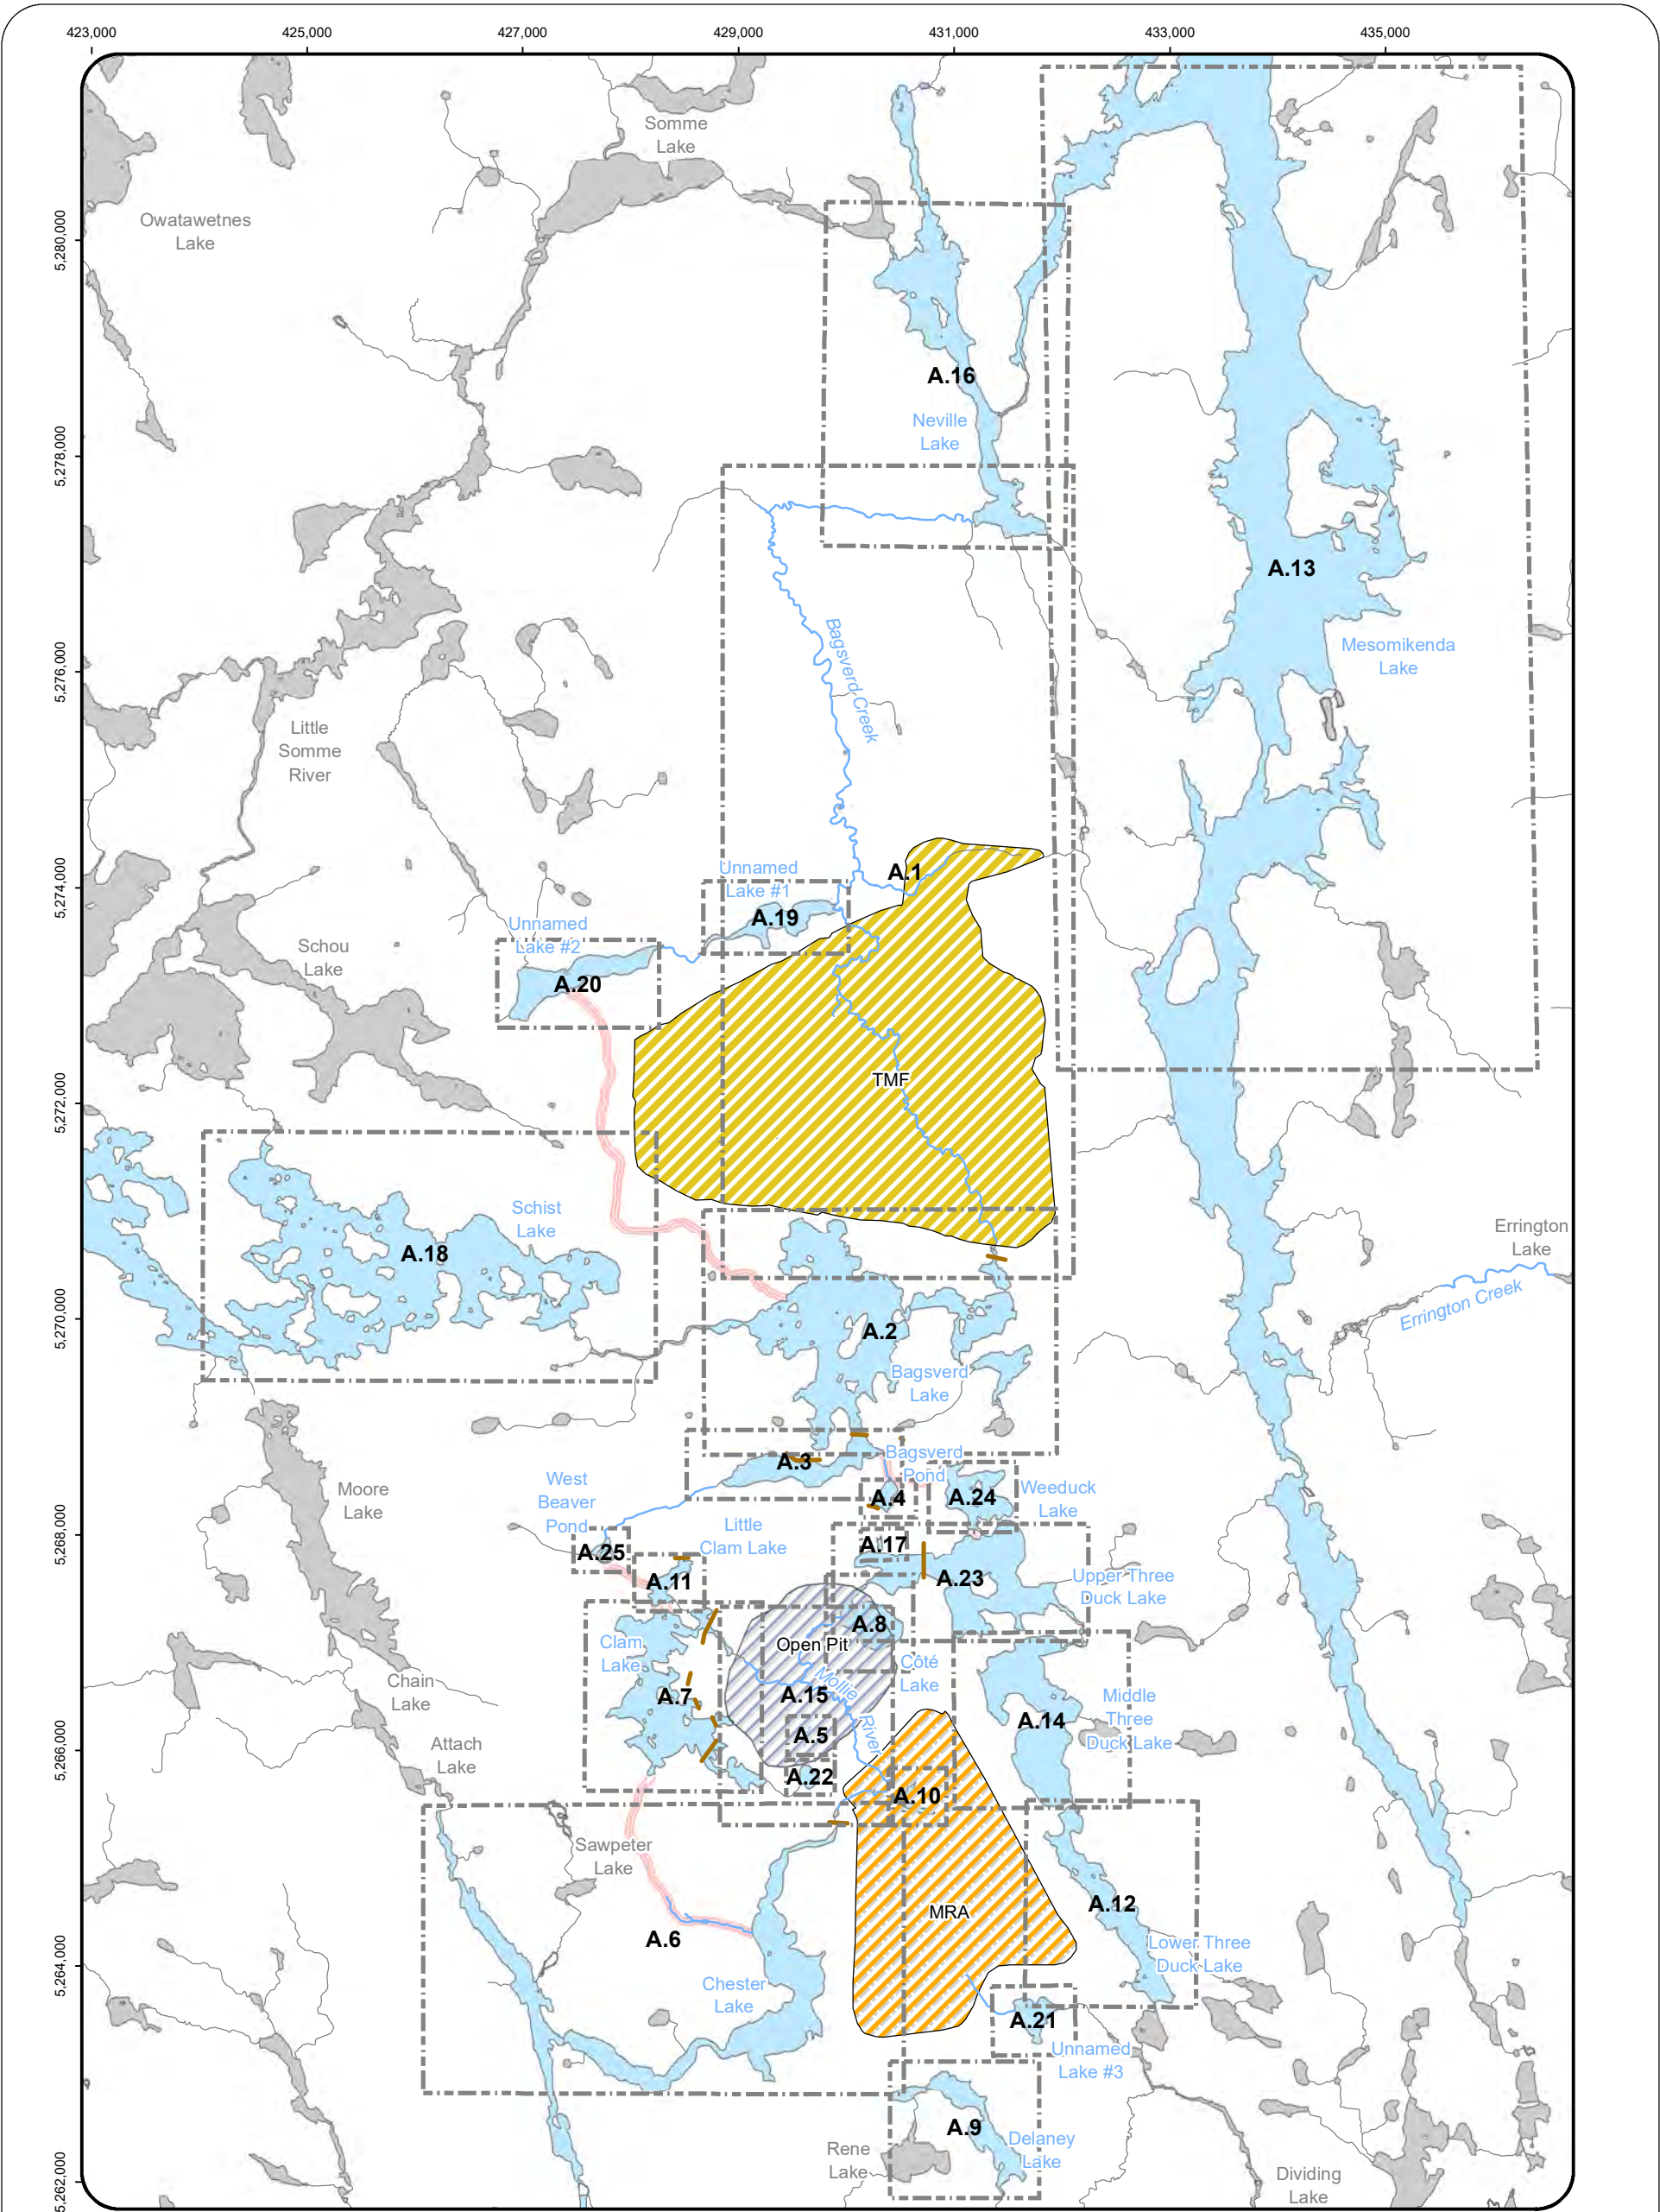 423,000 425,000 427,000 429,000 431,000 433,000 435,000
5,280,000
5,278,000
5,276,000
5,274,000
5,272,000
5,270,000
5,268,000
5,266,000
5,264,000
5,262,000
Somme
Lake
Owatawetnes
Lake
A.16
Neville
Lake
A.13
Mesomikenda
Lake
Bagsverd Creek
Little
Somme
River
Unnamed
Lake #1
A.1
A.19
Unnamed
Lake #2
A.20
Schou
Lake
TMF
Schist
Lake
A.18
Errington
Lake
Errington Creek
A.2
Bagsverd
Lake
A.3
Bagsverd
Pond
West
Beaver
Pond
Moore
Lake
A.4
A.24
Weeduck
Lake
Little
Clam Lake
A.25
A.17
A.11
A.23
Upper Three
Duck Lake
A.8
Open Pit
Clam
Lake
Côté
Lake
Chain
Lake
Mollie
River
A.7
A.15
Middle
Three
Duck Lake
A.14
A.5
Attach
Lake
A.22
A.10
Sawpeter
Lake
A.12
MRA
A.6
Lower Three
Duck Lake
Chester
Lake
A.21
Unnamed
Lake #3
A.9
Rene
Lake
Delaney
Lake
Dividing
Lake